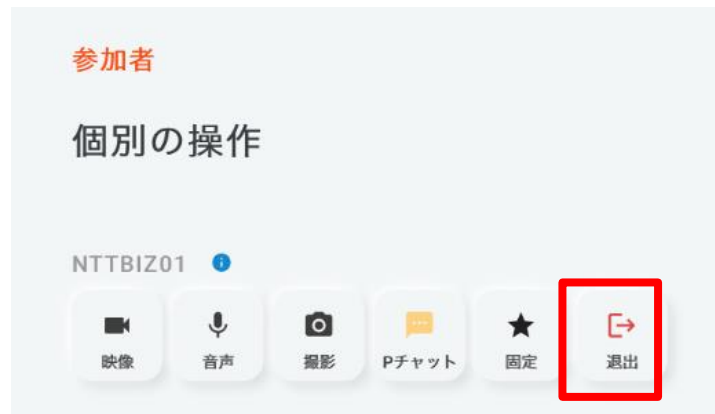 参加者
個別の操作
NTTBIZ01
映像 音声 撮影 Pチャット 固定 退出